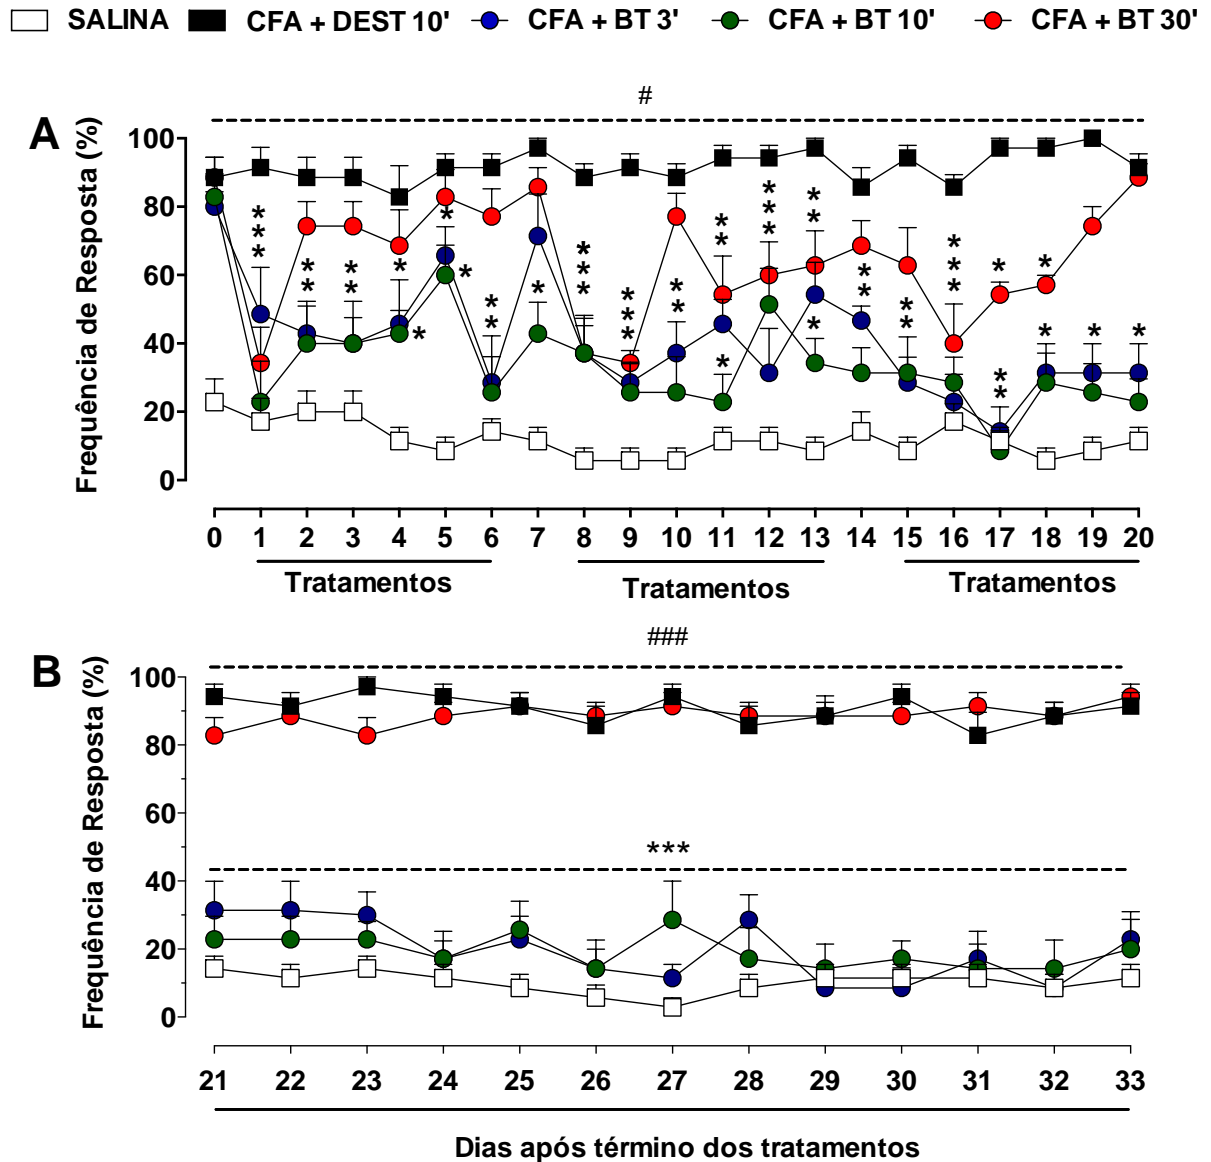 SALINA CFA + DEST 10' CFA + BT 3' CFA + BT 10' CFA + BT 30'
#
A
Frequência de Resposta (%)
100
80
60
40
20
0
* * * * * * * * * * * * * * * * * * * * * * * * * * * * * * * * * * * * * * * * * *
0 1 2 3 4 5 6 7 8 9 10 11 12 13 14 15 16 17 18 19 20
Tratamentos Tratamentos Tratamentos
###
B
Frequência de Resposta (%)
100
80
60
40
20
0
***
21 22 23 24 25 26 27 28 29 30 31 32 33
Dias após término dos tratamentos